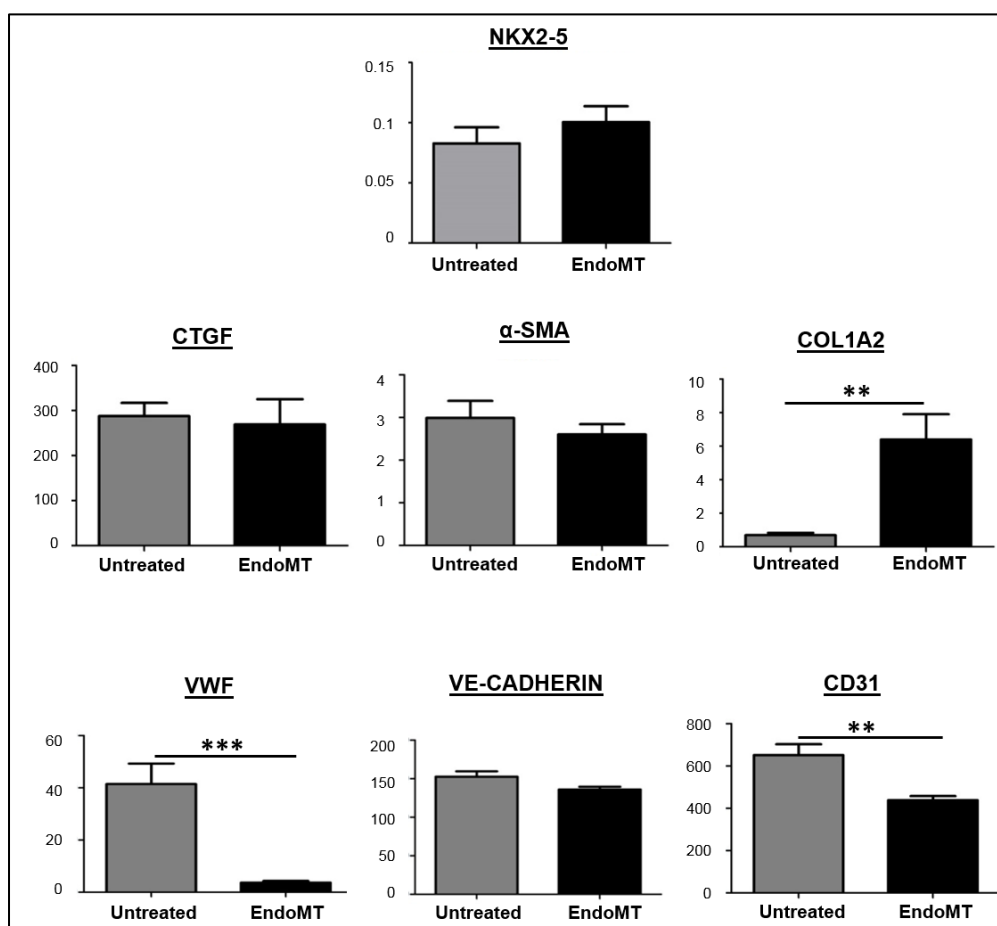 NKX2-5
0.15
0.1
0.05
0
Untreated EndoMT
CTGF
400
300
200
100
0
Untreated EndoMT
α-SMA
4
3
2
1
0
Untreated EndoMT
COL1A2
10
8
6
4
2
0
**
Untreated EndoMT
VWF
60
40
20
0
***
Untreated EndoMT
VE-CADHERIN
200
150
100
50
0
Untreated EndoMT
CD31
800
600
400
200
0
**
Untreated EndoMT